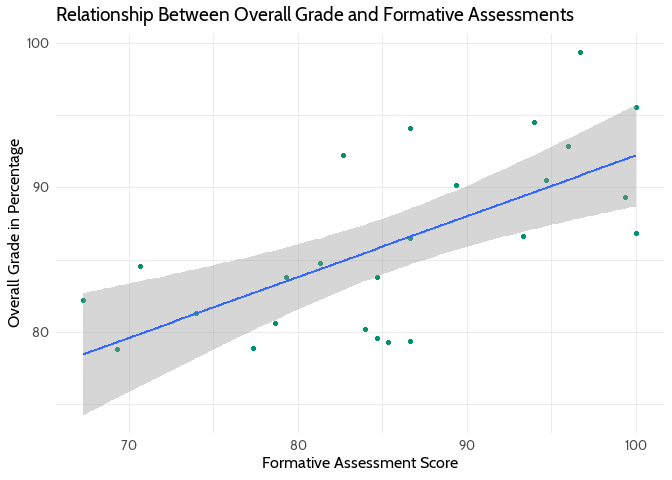 Relationship Between Overall Grade and Formative Assessments
100
90
80
Overall Grade in Percentage
70 80 90 100
Formative Assessment Score